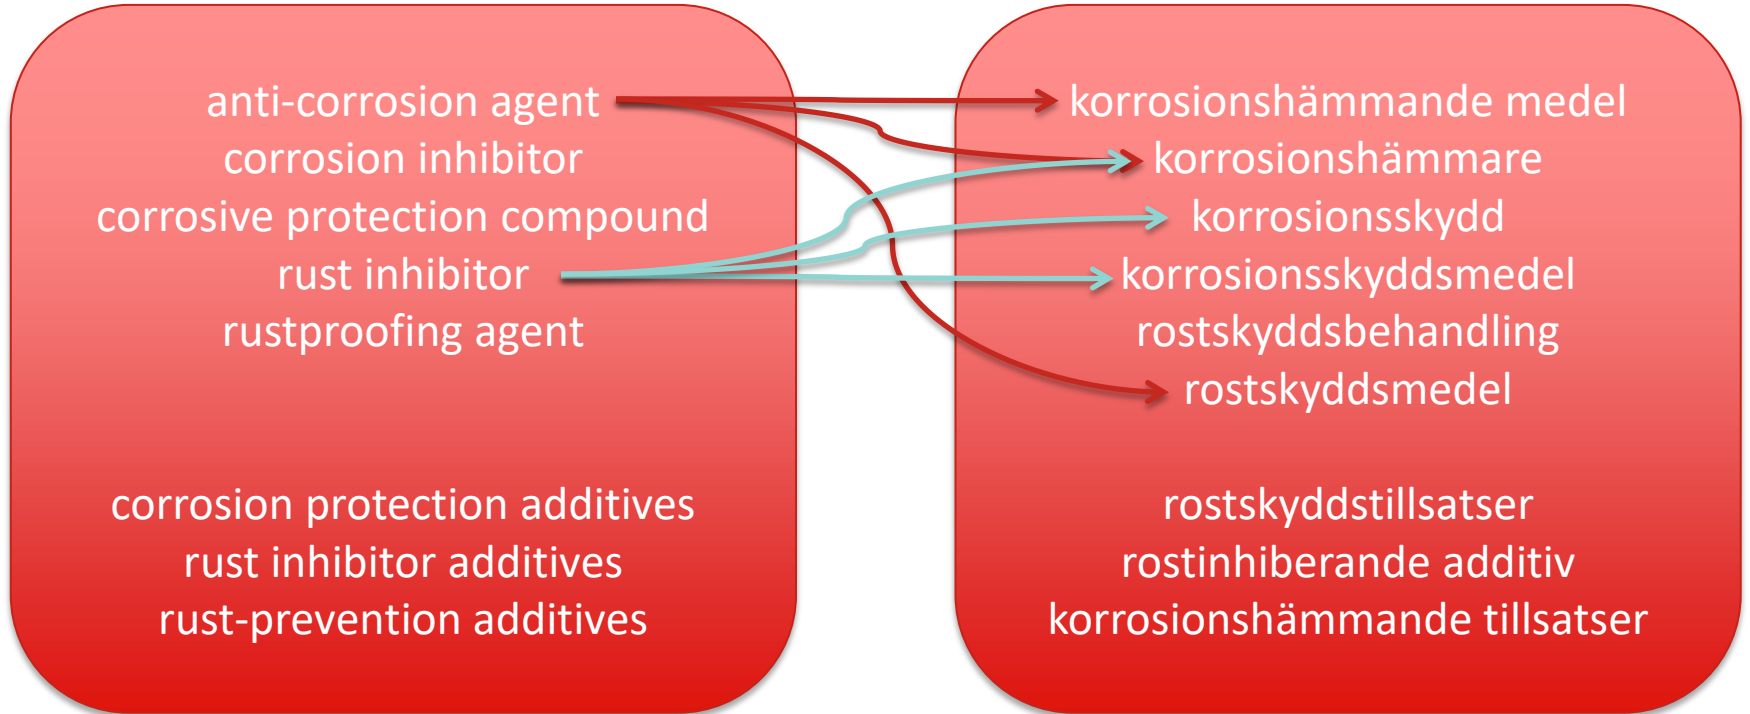 anti-corrosion agent
corrosion inhibitor
corrosive protection compound
rust inhibitor
rustproofing agent
corrosion protection additives
rust inhibitor additives
rust-prevention additives
korrosionshämmande medel
korrosionshämmare
korrosionsskydd
korrosionsskyddsmedel
rostskyddsbehandling
rostskyddsmedel
rostskyddstillsatser
rostinhiberande additiv
korrosionshämmande tillsatser